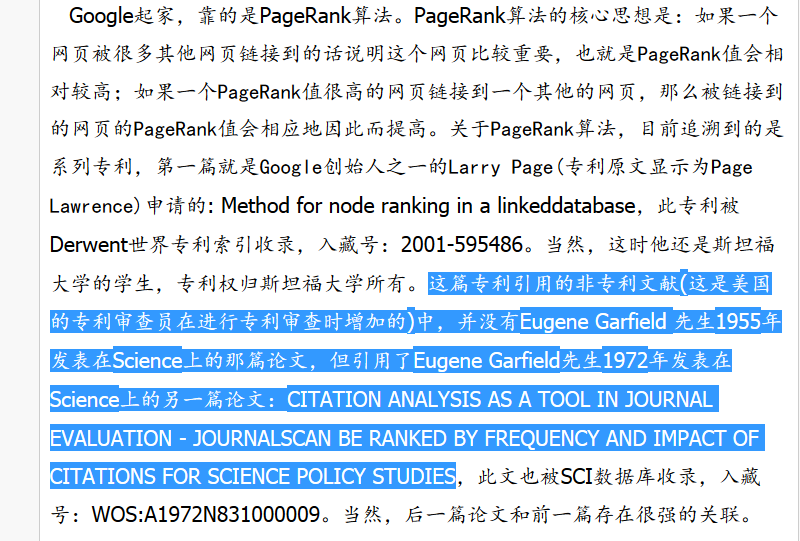 Google起家，靠的是PageRank算法。PageRank算法的核心思想是：如果一个
网页被很多其他网页链接到的话说明这个网页比较重要，也就是PageRank值会相
对较高；如果一个PageRank值很高的网页链接到一个其他的网页，那么被链接到
的网页的PageRank值会相应地因此而提高。关于PageRank算法，目前追溯到的是
系列专利，第一篇就是Google创始人之一的Larry Page(专利原文显示为Page
Lawrence)申请的: Method for node ranking in a linkeddatabase，此专利被
Derwent世界专利索引收录，入藏号：2001-595486。当然，这时他还是斯坦福
大学的学生，专利权归斯坦福大学所有。这篇专利引用的非专利文献(这是美国
的专利审查员在进行专利审查时增加的)中，并没有Eugene Garfield 先生1955年
发表在Science上的那篇论文，但引用了Eugene Garfield先生1972年发表在
Science上的另一篇论文：CITATION ANALYSIS AS A TOOL IN JOURNAL
EVALUATION - JOURNALSCAN BE RANKED BY FREQUENCY AND IMPACT OF
CITATIONS FOR SCIENCE POLICY STUDIES，此文也被SCI数据库收录，入藏
号：WOS:A1972N831000009。当然，后一篇论文和前一篇存在很强的关联。